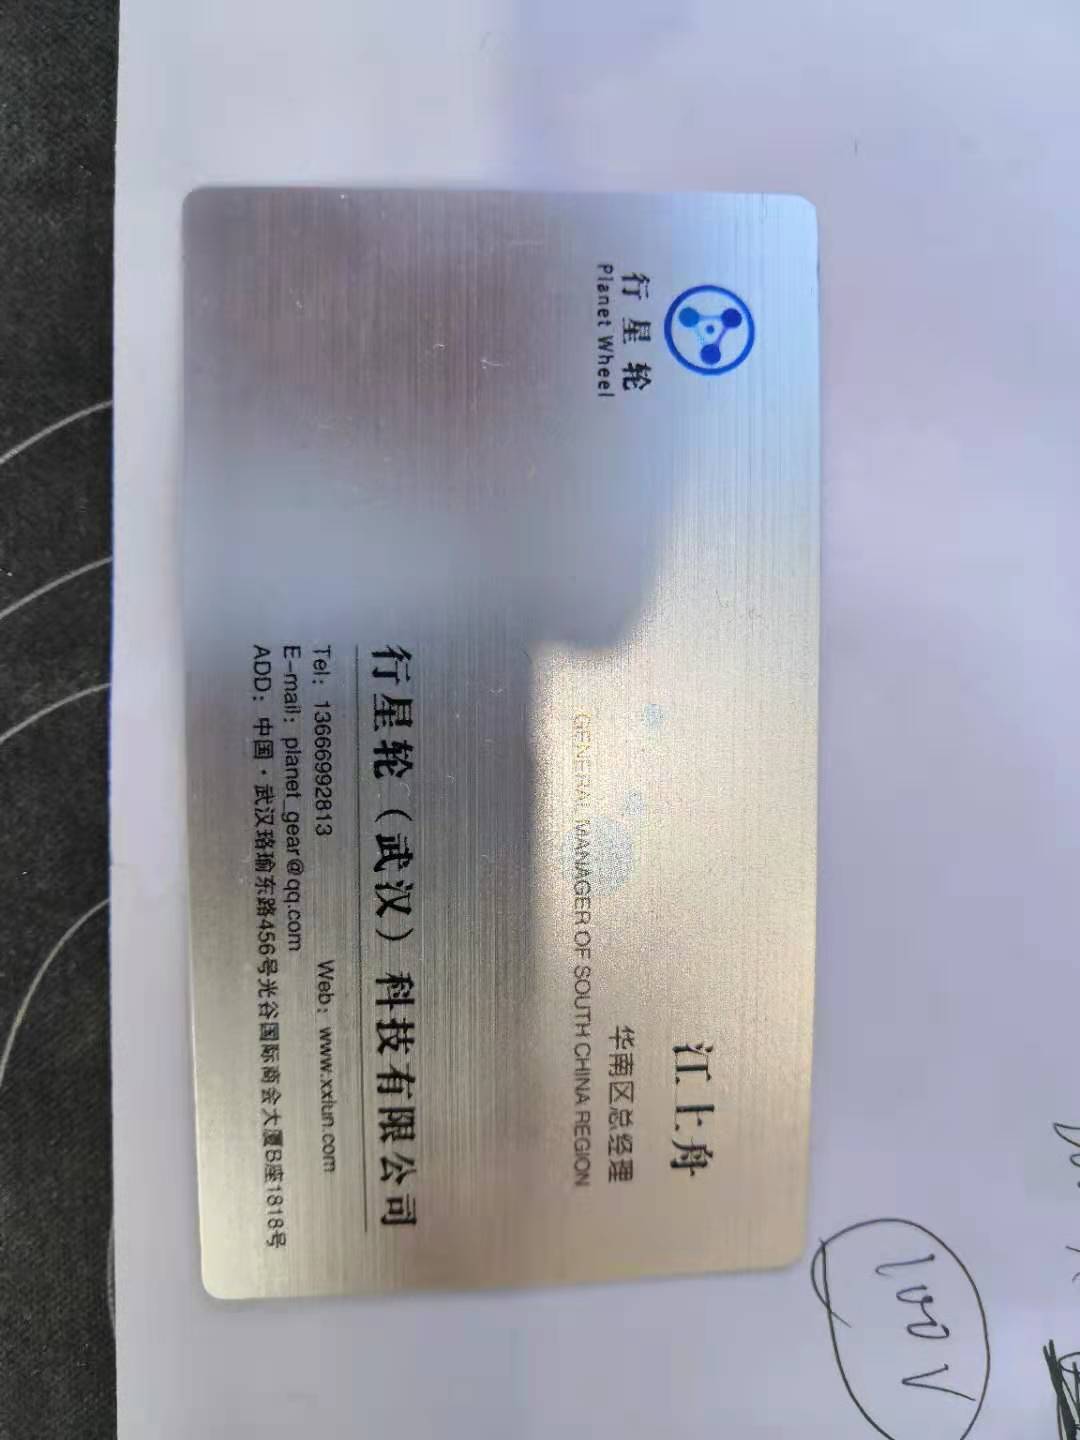 行星轮
Planet Wheel
江上舟
华南区总经理
GENERAL MANAGER OF SOUTH CHINA REGION
行星轮（武汉）科技有限公司
Tel：13666992813 Web：www.xxlun.com
E-mail：planet_gear@qq.com
ADD：中国·武汉珞瑜东路456号光谷国际商会大厦B座1818号
100V